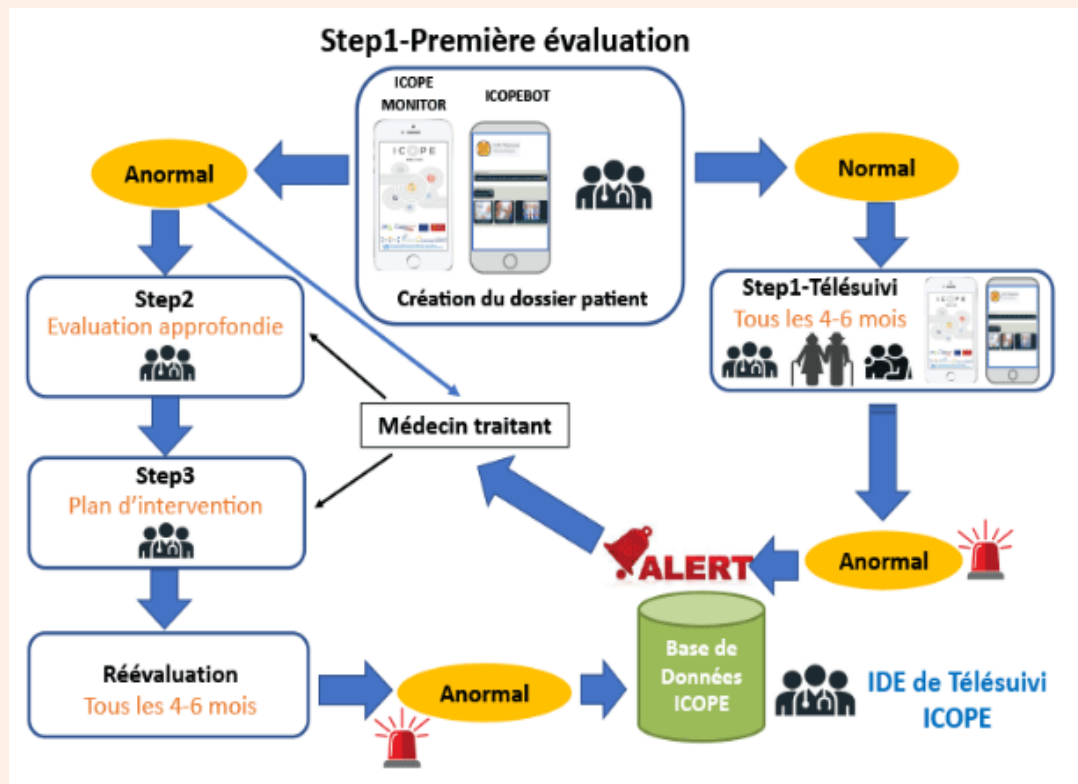 Step1-Première évaluation
ICOPE
MONITOR
ICOPEBOT
ICOPE
Création du dossier patient
Anormal
Normal
Step2
Evaluation approfondie
Step1-Télésuivi
Tous les 4-6 mois
ICOPE
Médecin traitant
Step3
Plan d'intervention
ALERT
Anormal
Réévaluation
Tous les 4-6 mois
Anormal
Base de
Données
ICOPE
IDE de Télésuivi
ICOPE